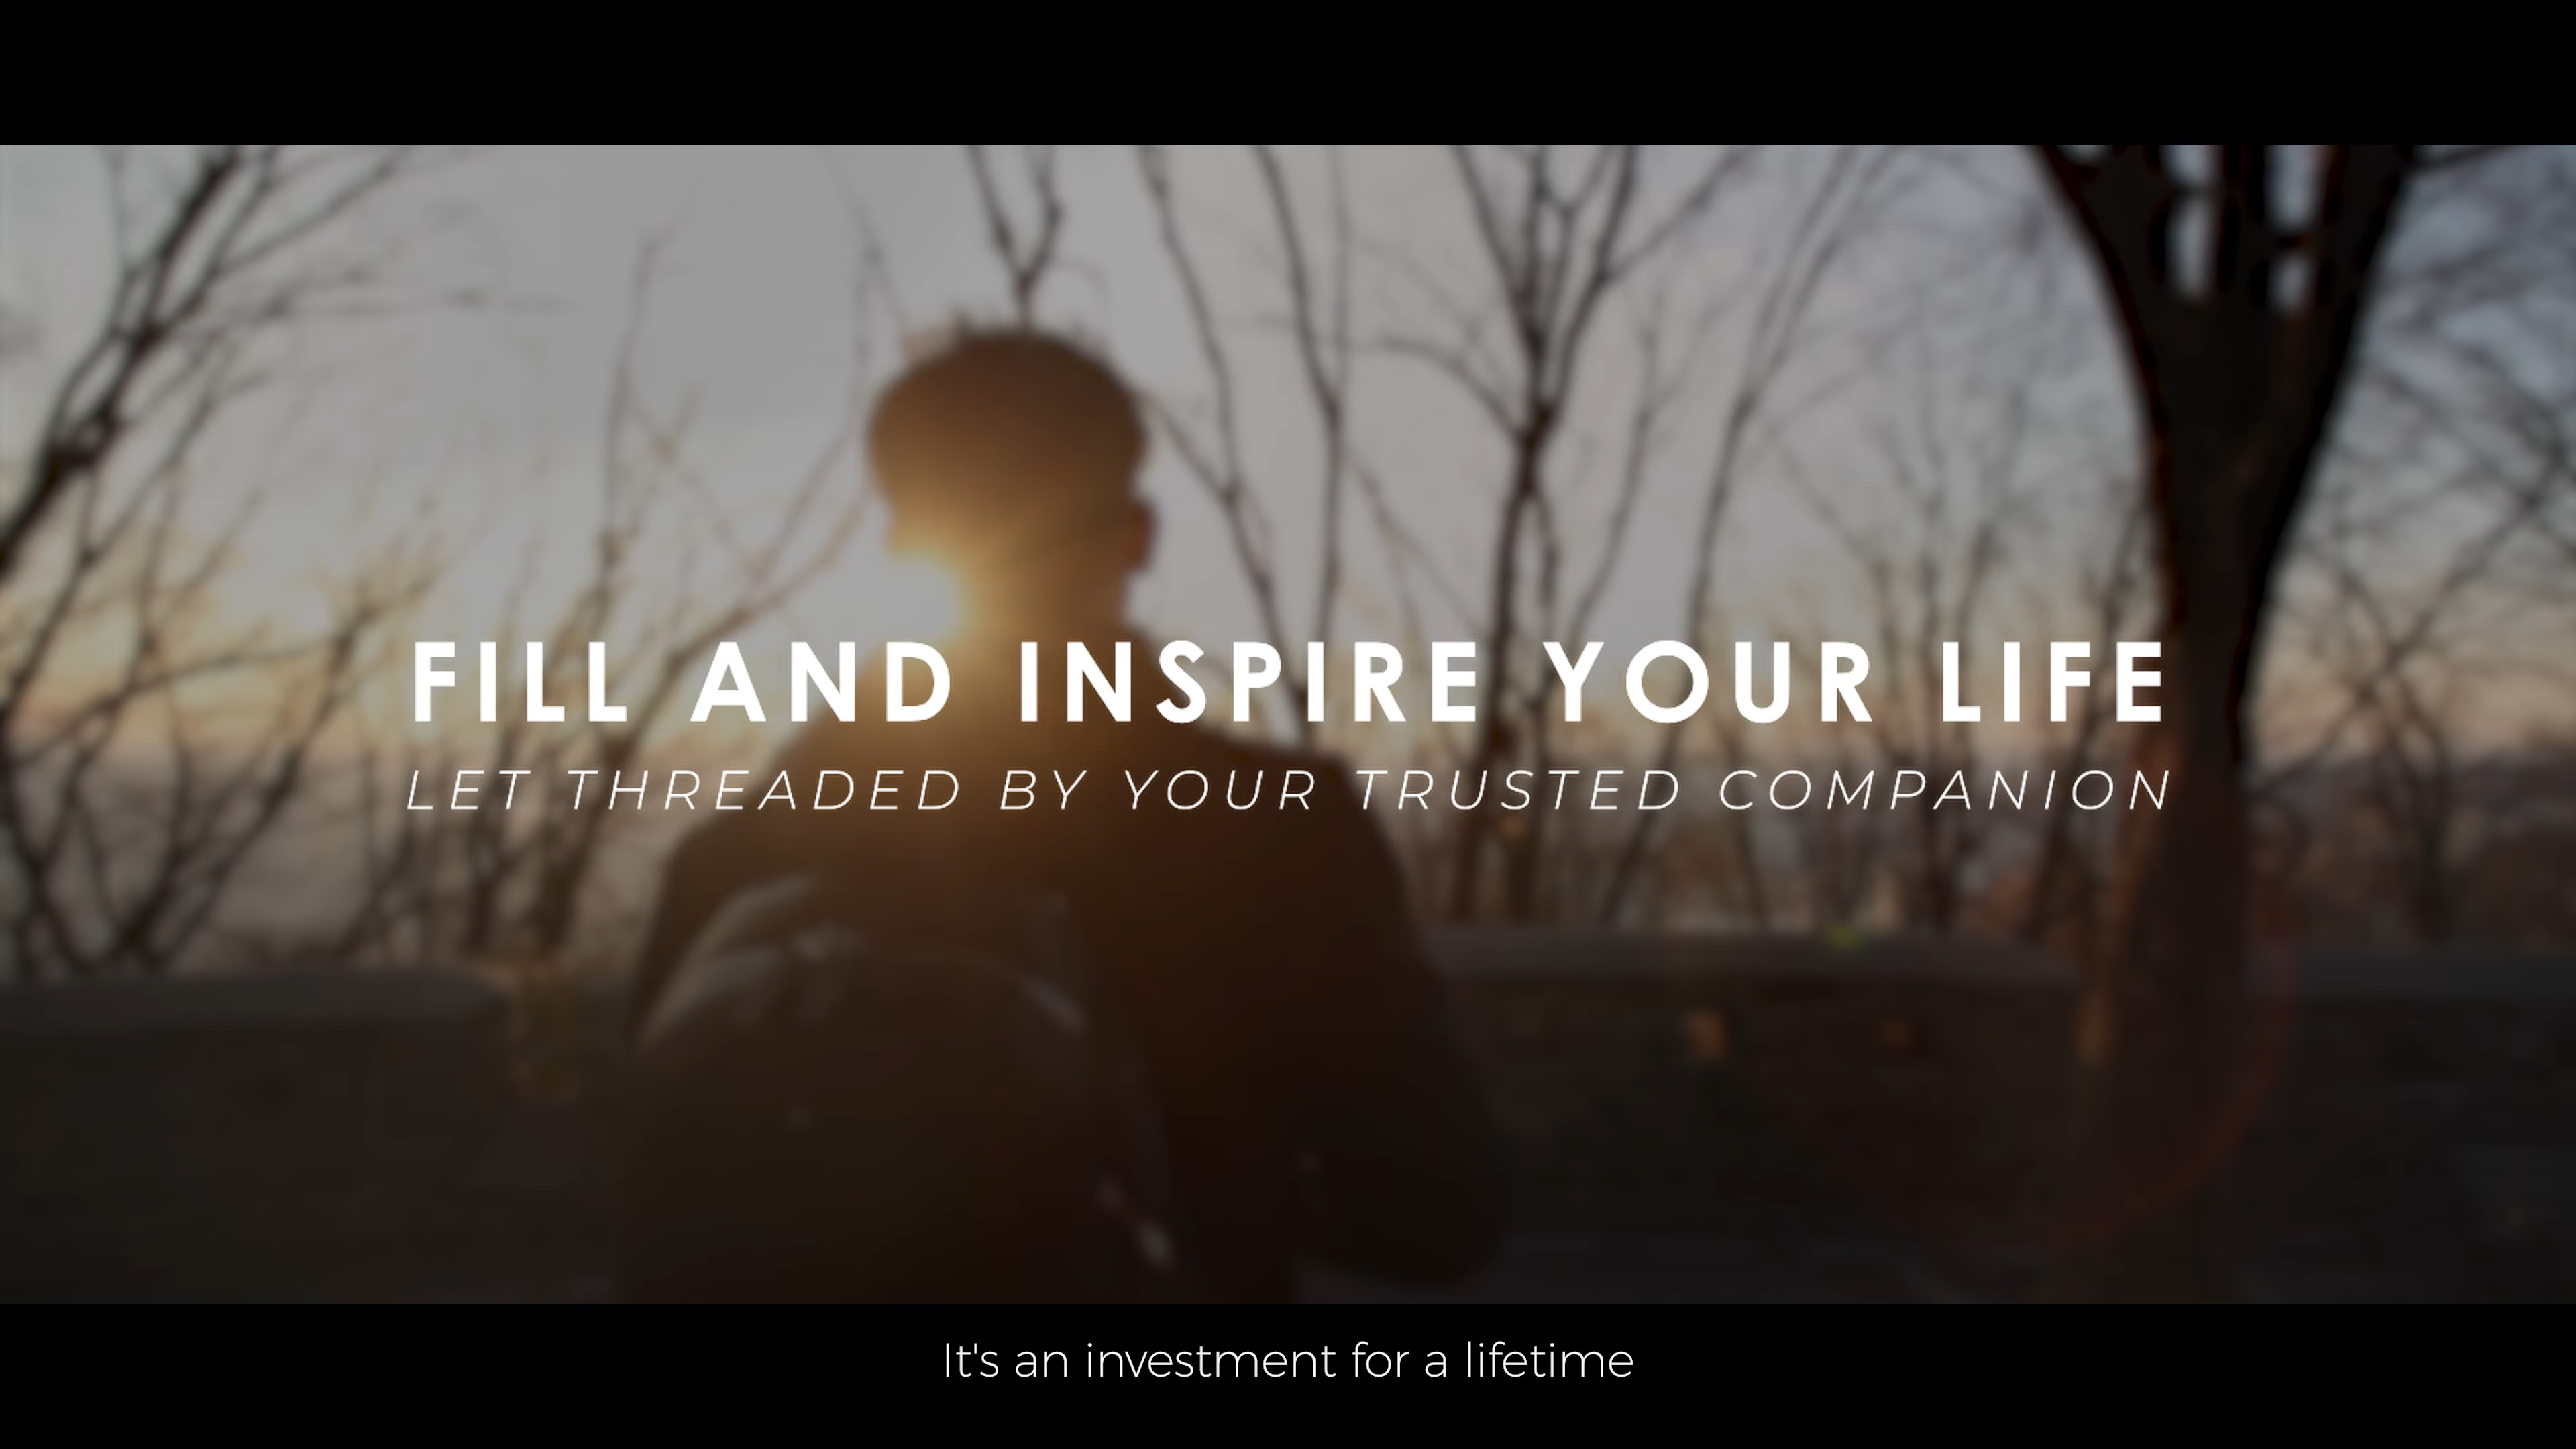 FILL AND INSPIRE YOUR LIFE
LET THREADED BY YOUR TRUSTED COMPANION
It's an investment for a lifetime